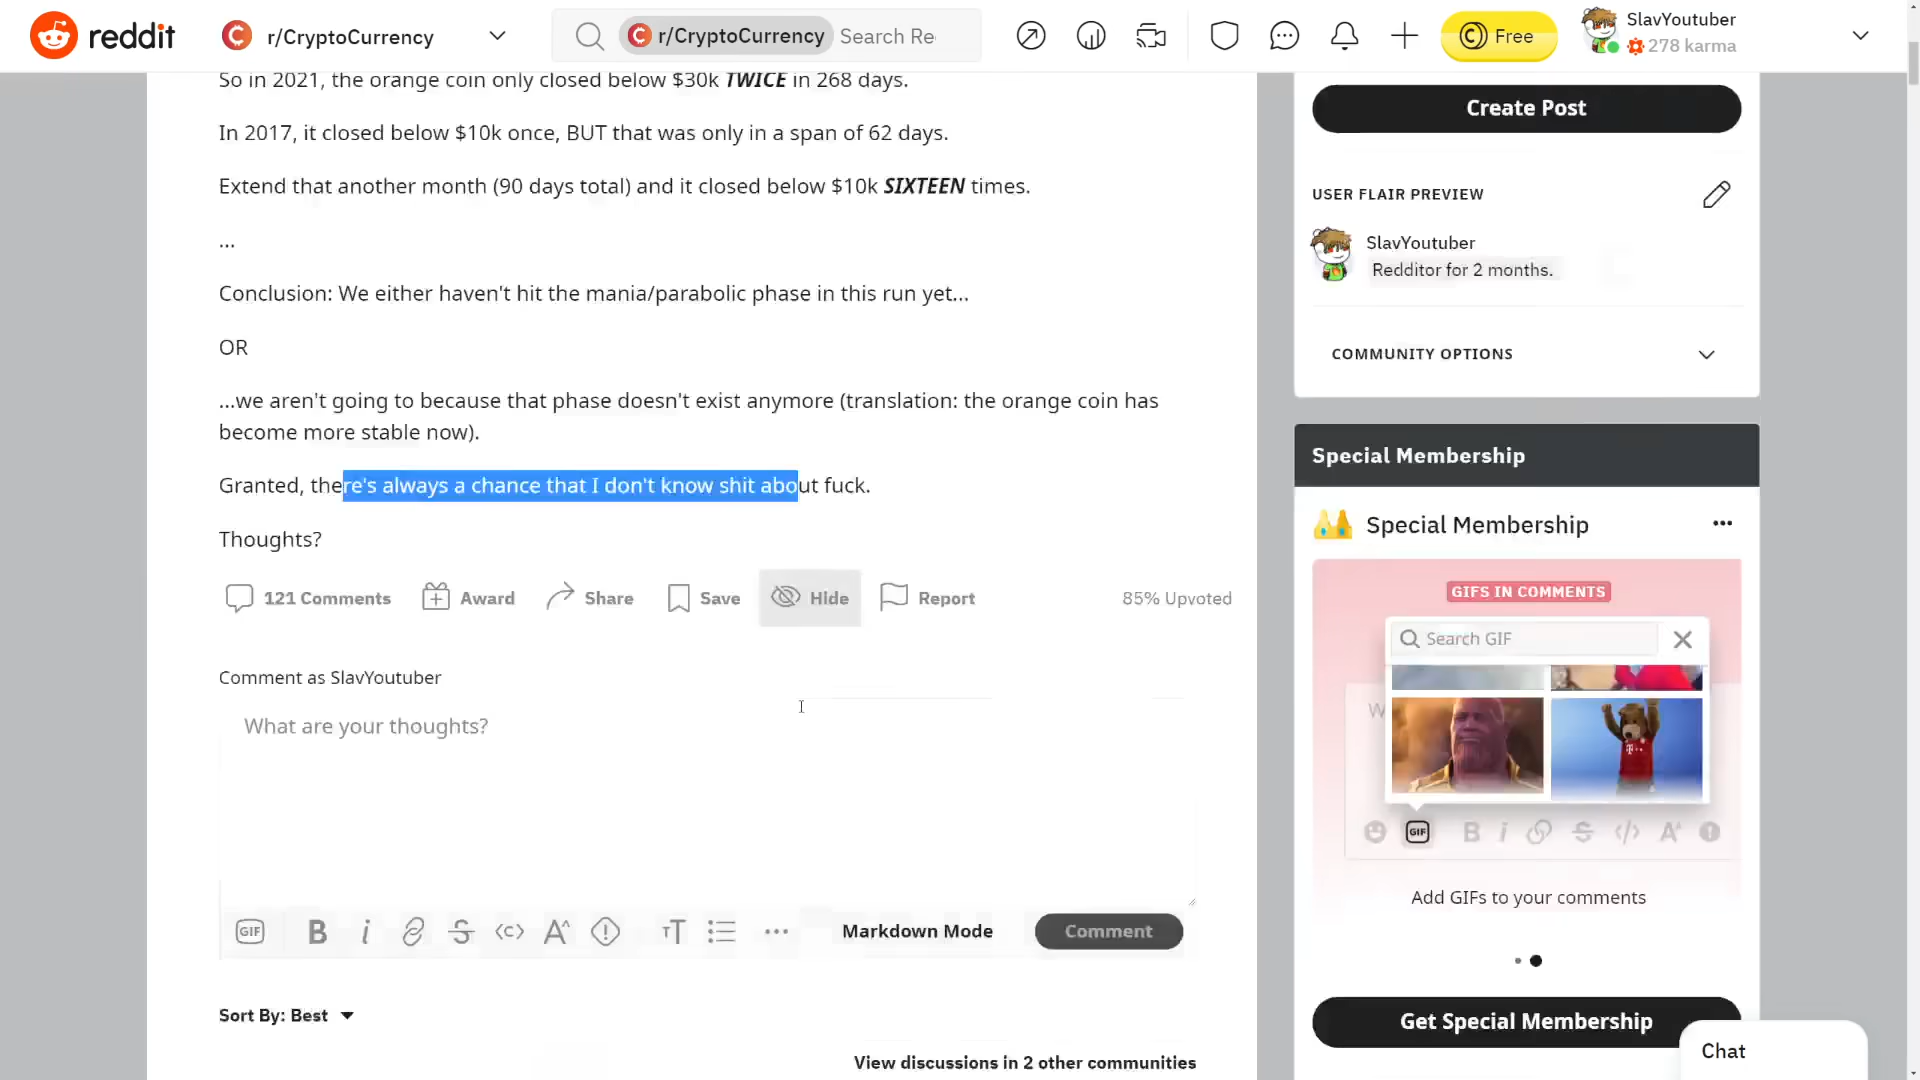 reddit
r/CryptoCurrency
r/CryptoCurrency
Search Re
Free
SlavYoutuber
278 karma
So in 2021, the orange coin only closed below $30k TWICE in 268 days.
In 2017, it closed below $10k once, BUT that was only in a span of 62 days.
Extend that another month (90 days total) and it closed below $10k SIXTEEN times.
...
Conclusion: We either haven't hit the mania/parabolic phase in this run yet...
OR
...we aren't going to because that phase doesn't exist anymore (translation: the orange coin has
become more stable now).
Granted, there's always a chance that I don't know shit about fuck.
Thoughts?
121 Comments
Award
Share
Save
Hide
Report
85% Upvoted
Comment as SlavYoutuber
What are your thoughts?
GIF
B
i
A^
TT
Markdown Mode
Comment
Sort By: Best
View discussions in 2 other communities
Create Post
USER FLAIR PREVIEW
SlavYoutuber
Redditor for 2 months.
COMMUNITY OPTIONS
Special Membership
Special Membership
GIFS IN COMMENTS
Search GIF
W
GIF
B i S </> A^
Add GIFs to your comments
Get Special Membership
Chat